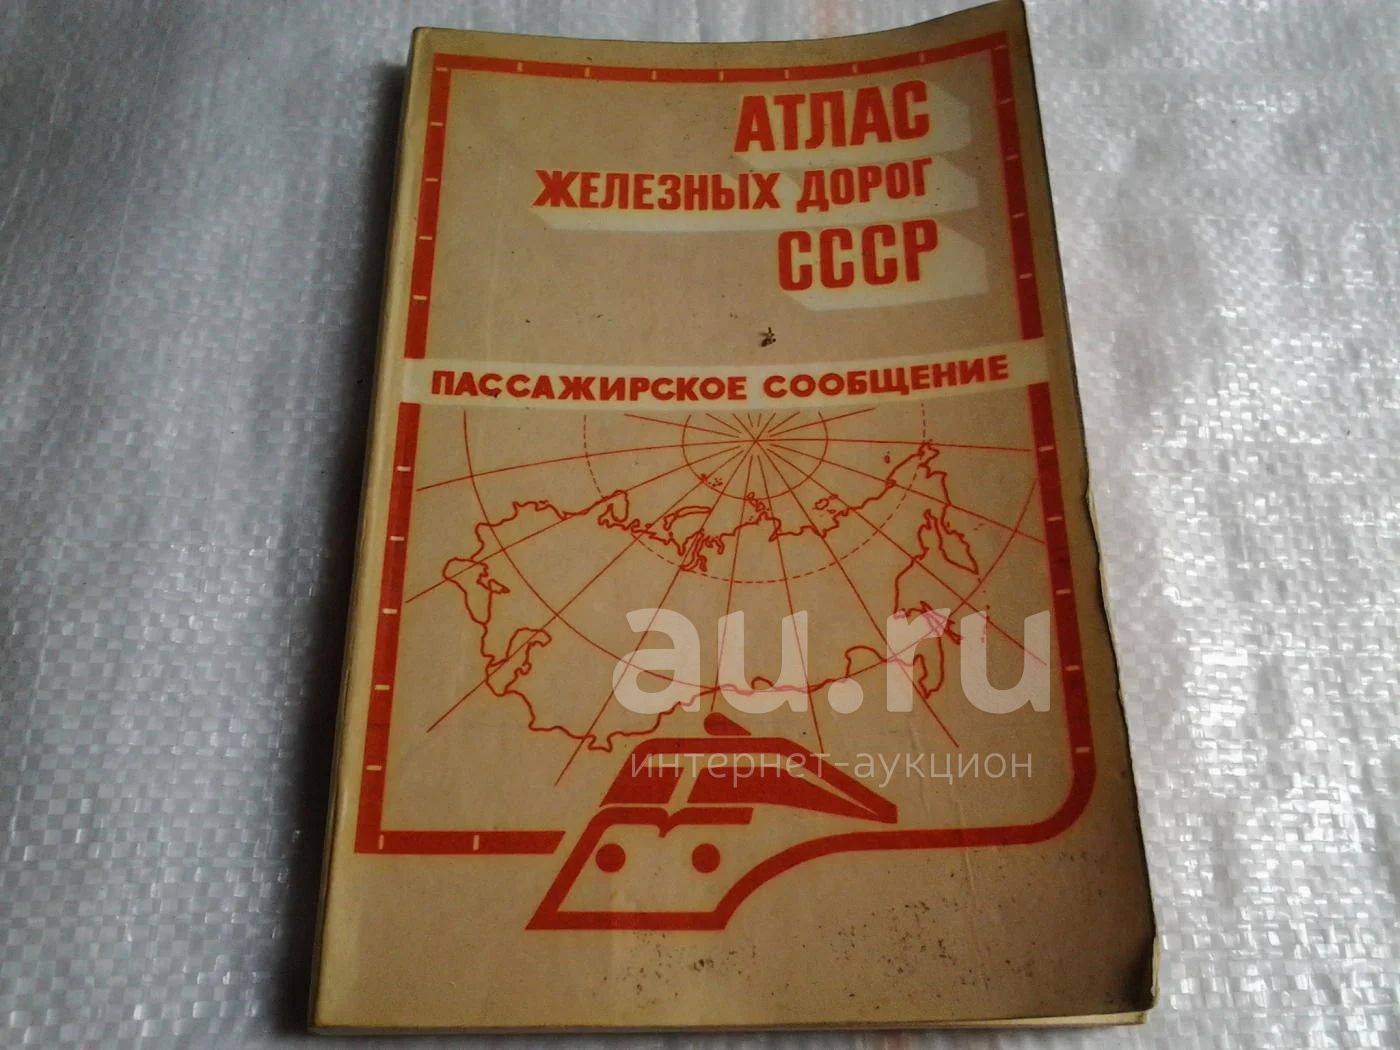 АТЛАС
ЖЕЛЕЗНЫХ ДОРОГ
СССР
ПАССАЖИРСКОЕ СООБЩЕНИЕ
au.ru
интернет-аукцион